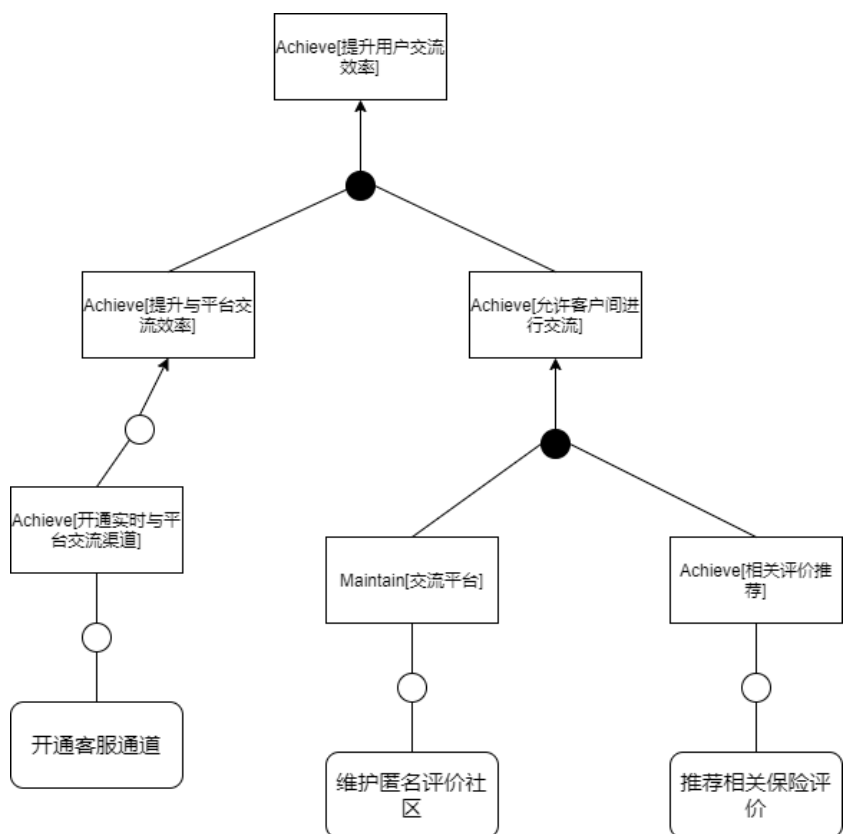 Achieve[提升用户交流
效率]
Achieve[提升与平台交
流效率]
Achieve[允许客户间进
行交流]
Achieve[开通实时与平
台交流渠道]
Maintain[交流平台]
Achieve[相关评价推
荐]
开通客服通道
维护匿名评价社
区
推荐相关保险评
价